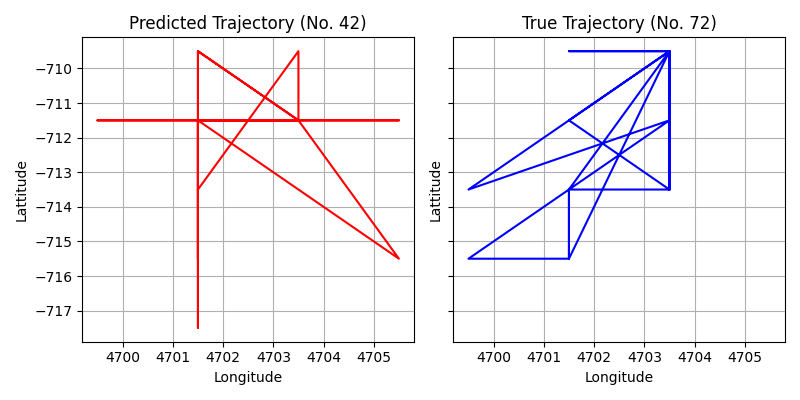 Predicted Trajectory (No. 42)
True Trajectory (No. 72)
−710
−711
−712
−713
−714
−715
−716
−717
Lattitude
Lattitude
4700 4701 4702 4703 4704 4705
4700 4701 4702 4703 4704 4705
Longitude
Longitude